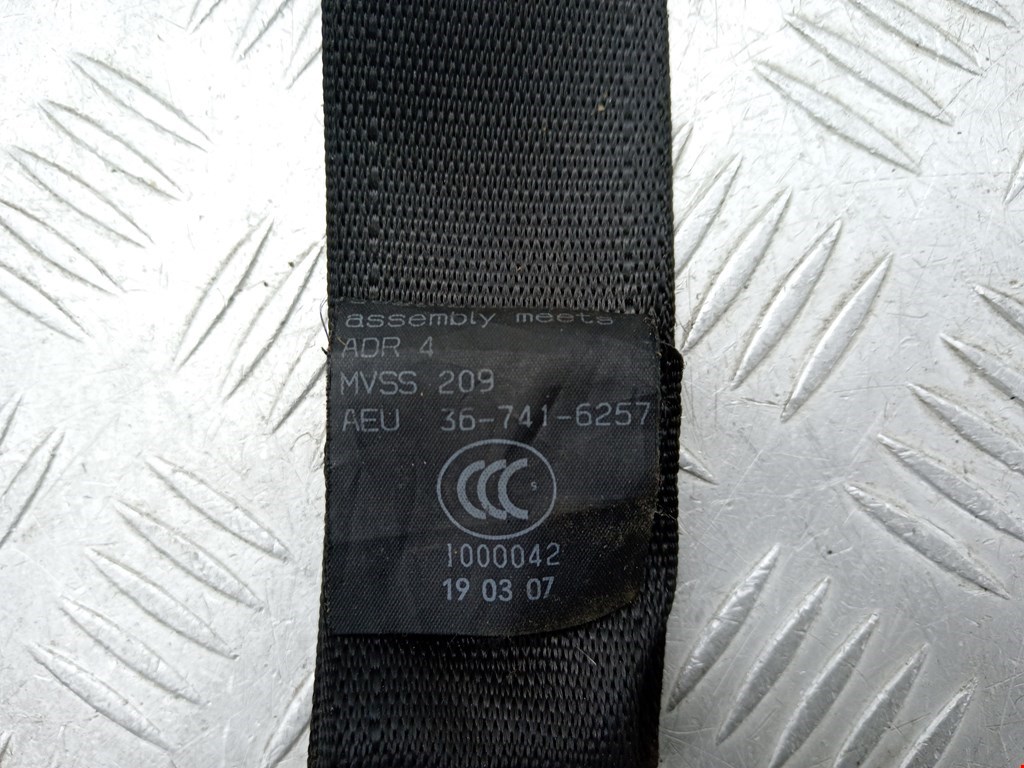 assembly meets
ADR 4
MVSS 209
AEU 36-741-6257
CCC S
1000042
19 03 07